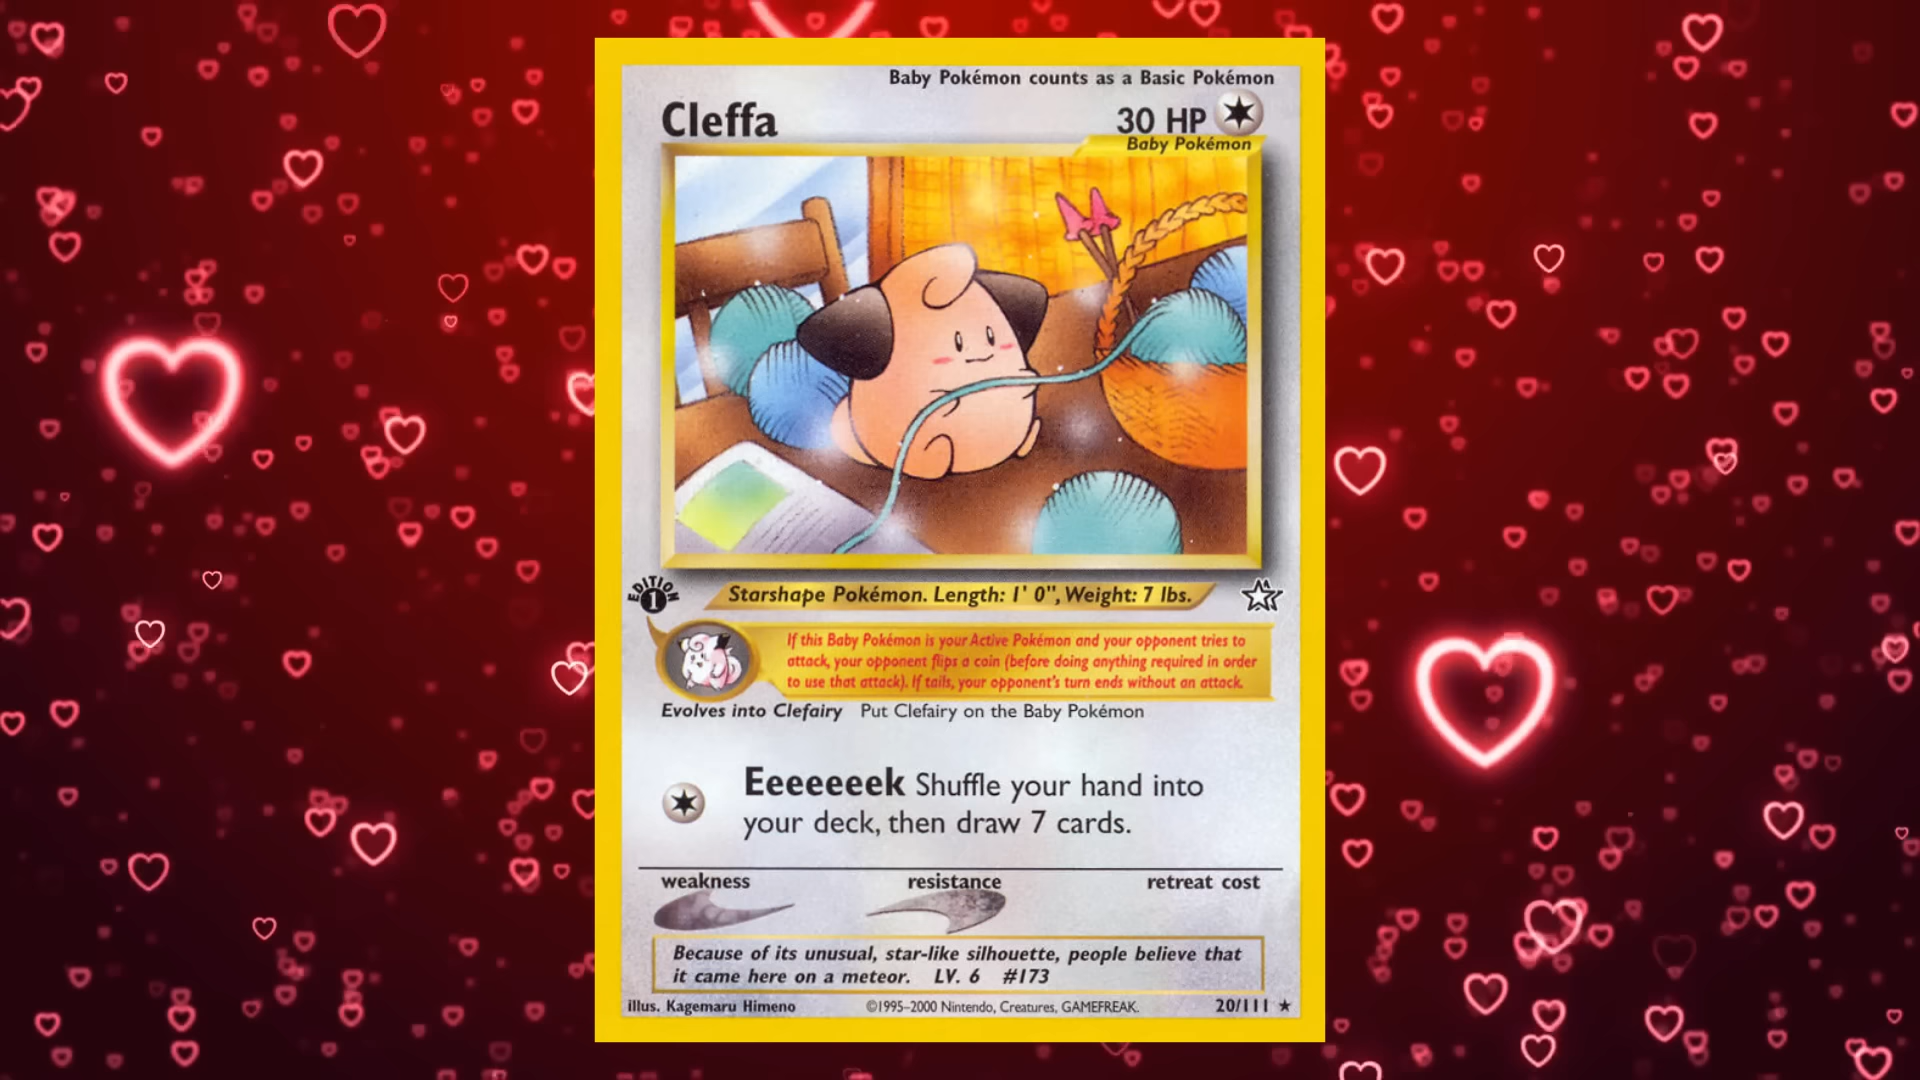 Baby Pokémon counts as a Basic Pokémon
Cleffa
30 HP
Baby Pokémon
EDITION
1
Starshape Pokémon. Length: 1' 0", Weight: 7 lbs.
If this Baby Pokémon is your Active Pokémon and your opponent tries to
attack, your opponent flips a coin (before doing anything required in order
to use that attack). If tails, your opponent's turn ends without an attack.
Evolves into Clefairy Put Clefairy on the Baby Pokémon
Eeeeeeek Shuffle your hand into
your deck, then draw 7 cards.
weakness resistance retreat cost
Because of its unusual, star-like silhouette, people believe that
it came here on a meteor. LV. 6 #173
illus. Kagemaru Himeno ©1995-2000 Nintendo, Creatures, GAMEFREAK. 20/111 ★